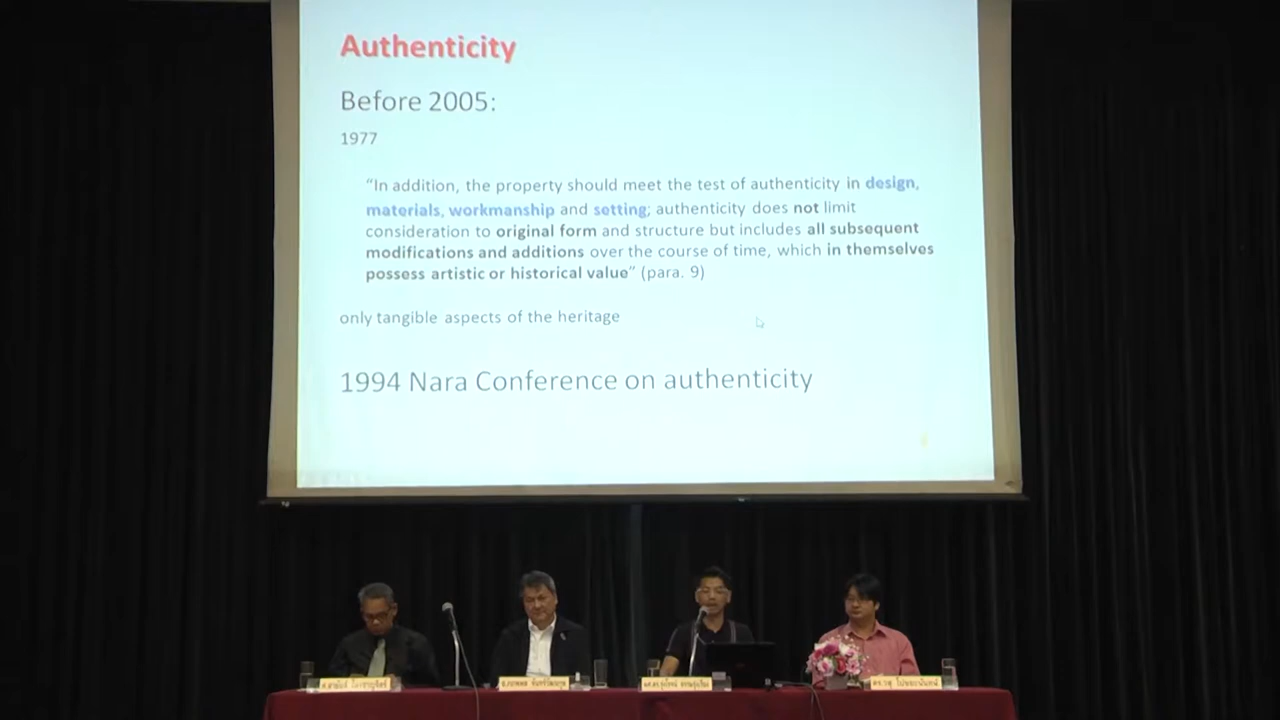 Authenticity
Before 2005:
1977
“In addition, the property should meet the test of authenticity in design,
materials, workmanship and setting; authenticity does not limit
consideration to original form and structure but includes all subsequent
modifications and additions over the course of time, which in themselves
possess artistic or historical value” (para. 9)
only tangible aspects of the heritage
1994 Nara Conference on authenticity